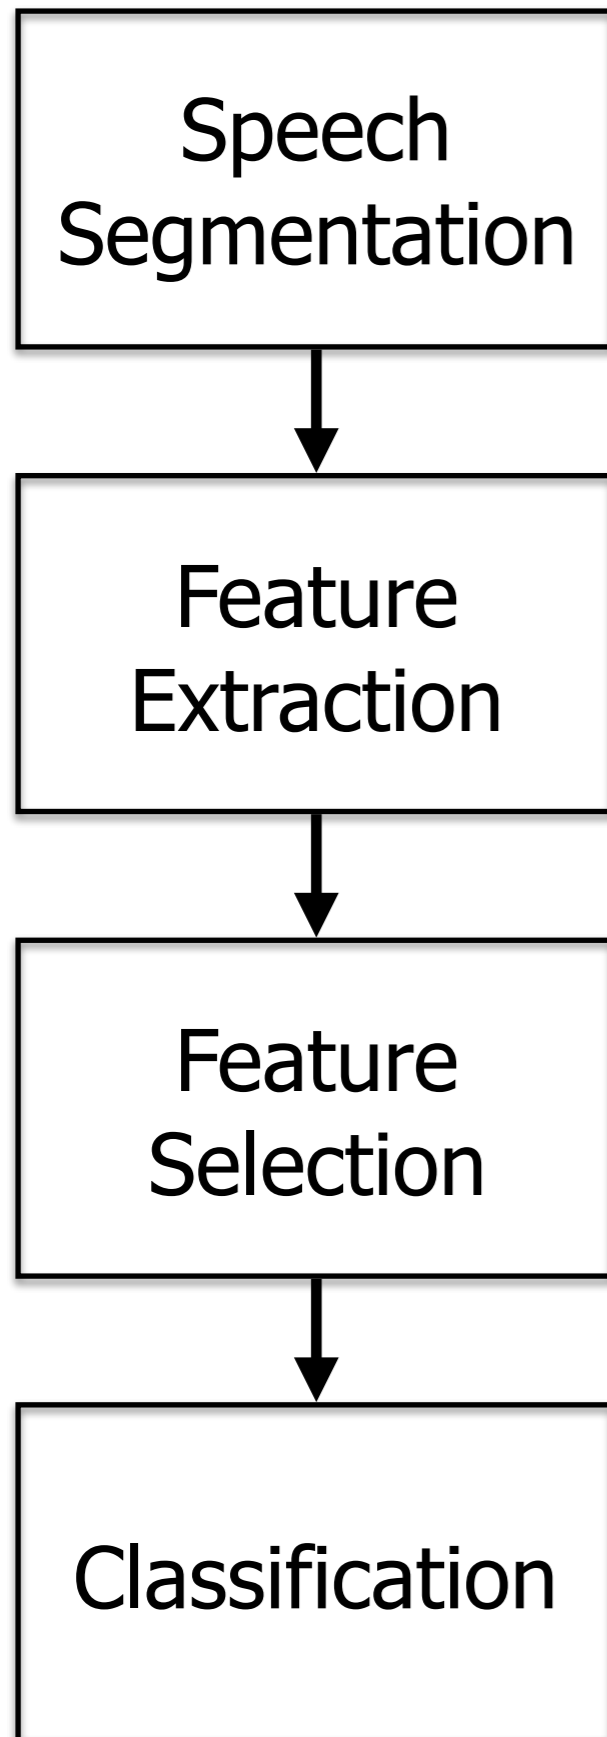 Speech
Segmentation
Feature
Extraction
Feature
Selection
Classification